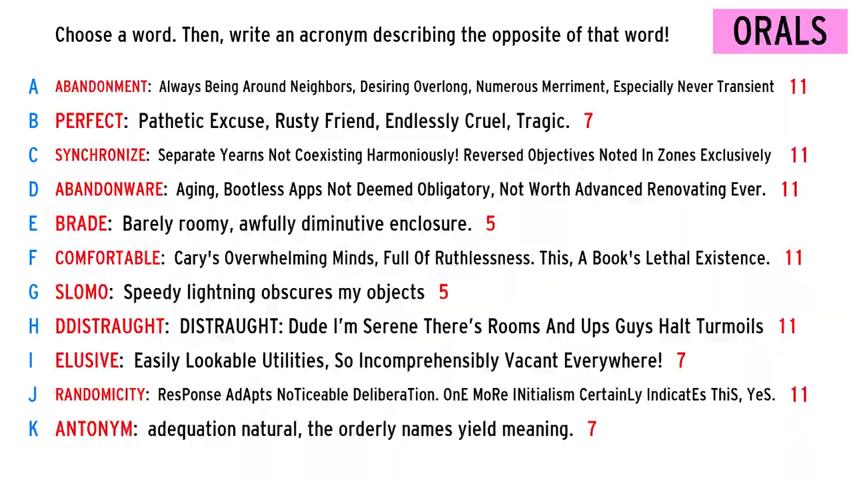 Choose a word. Then, write an acronym describing the opposite of that word!
ORALS
A ABANDONMENT: Always Being Around Neighbors, Desiring Overlong, Numerous Merriment, Especially Never Transient 11
B PERFECT: Pathetic Excuse, Rusty Friend, Endlessly Cruel, Tragic. 7
C SYNCHRONIZE: Separate Yearns Not Coexisting Harmoniously! Reversed Objectives Noted In Zones Exclusively 11
D ABANDONWARE: Aging, Bootless Apps Not Deemed Obligatory, Not Worth Advanced Renovating Ever. 11
E BRADE: Barely roomy, awfully diminutive enclosure. 5
F COMFORTABLE: Cary's Overwhelming Minds, Full Of Ruthlessness. This, A Book's Lethal Existence. 11
G SLOMO: Speedy lightning obscures my objects 5
H DDISTRAUGHT: DISTRAUGHT: Dude I'm Serene There's Rooms And Ups Guys Halt Turmoils 11
I ELUSIVE: Easily Lookable Utilities, So Incomprehensibly Vacant Everywhere! 7
J RANDOMICITY: ResPonse AdApts NoTiceable DeliberaTion. OnE MoRe INitialism CertainLy IndicatEs ThiS, YeS. 11
K ANTONYM: adequation natural, the orderly names yield meaning. 7